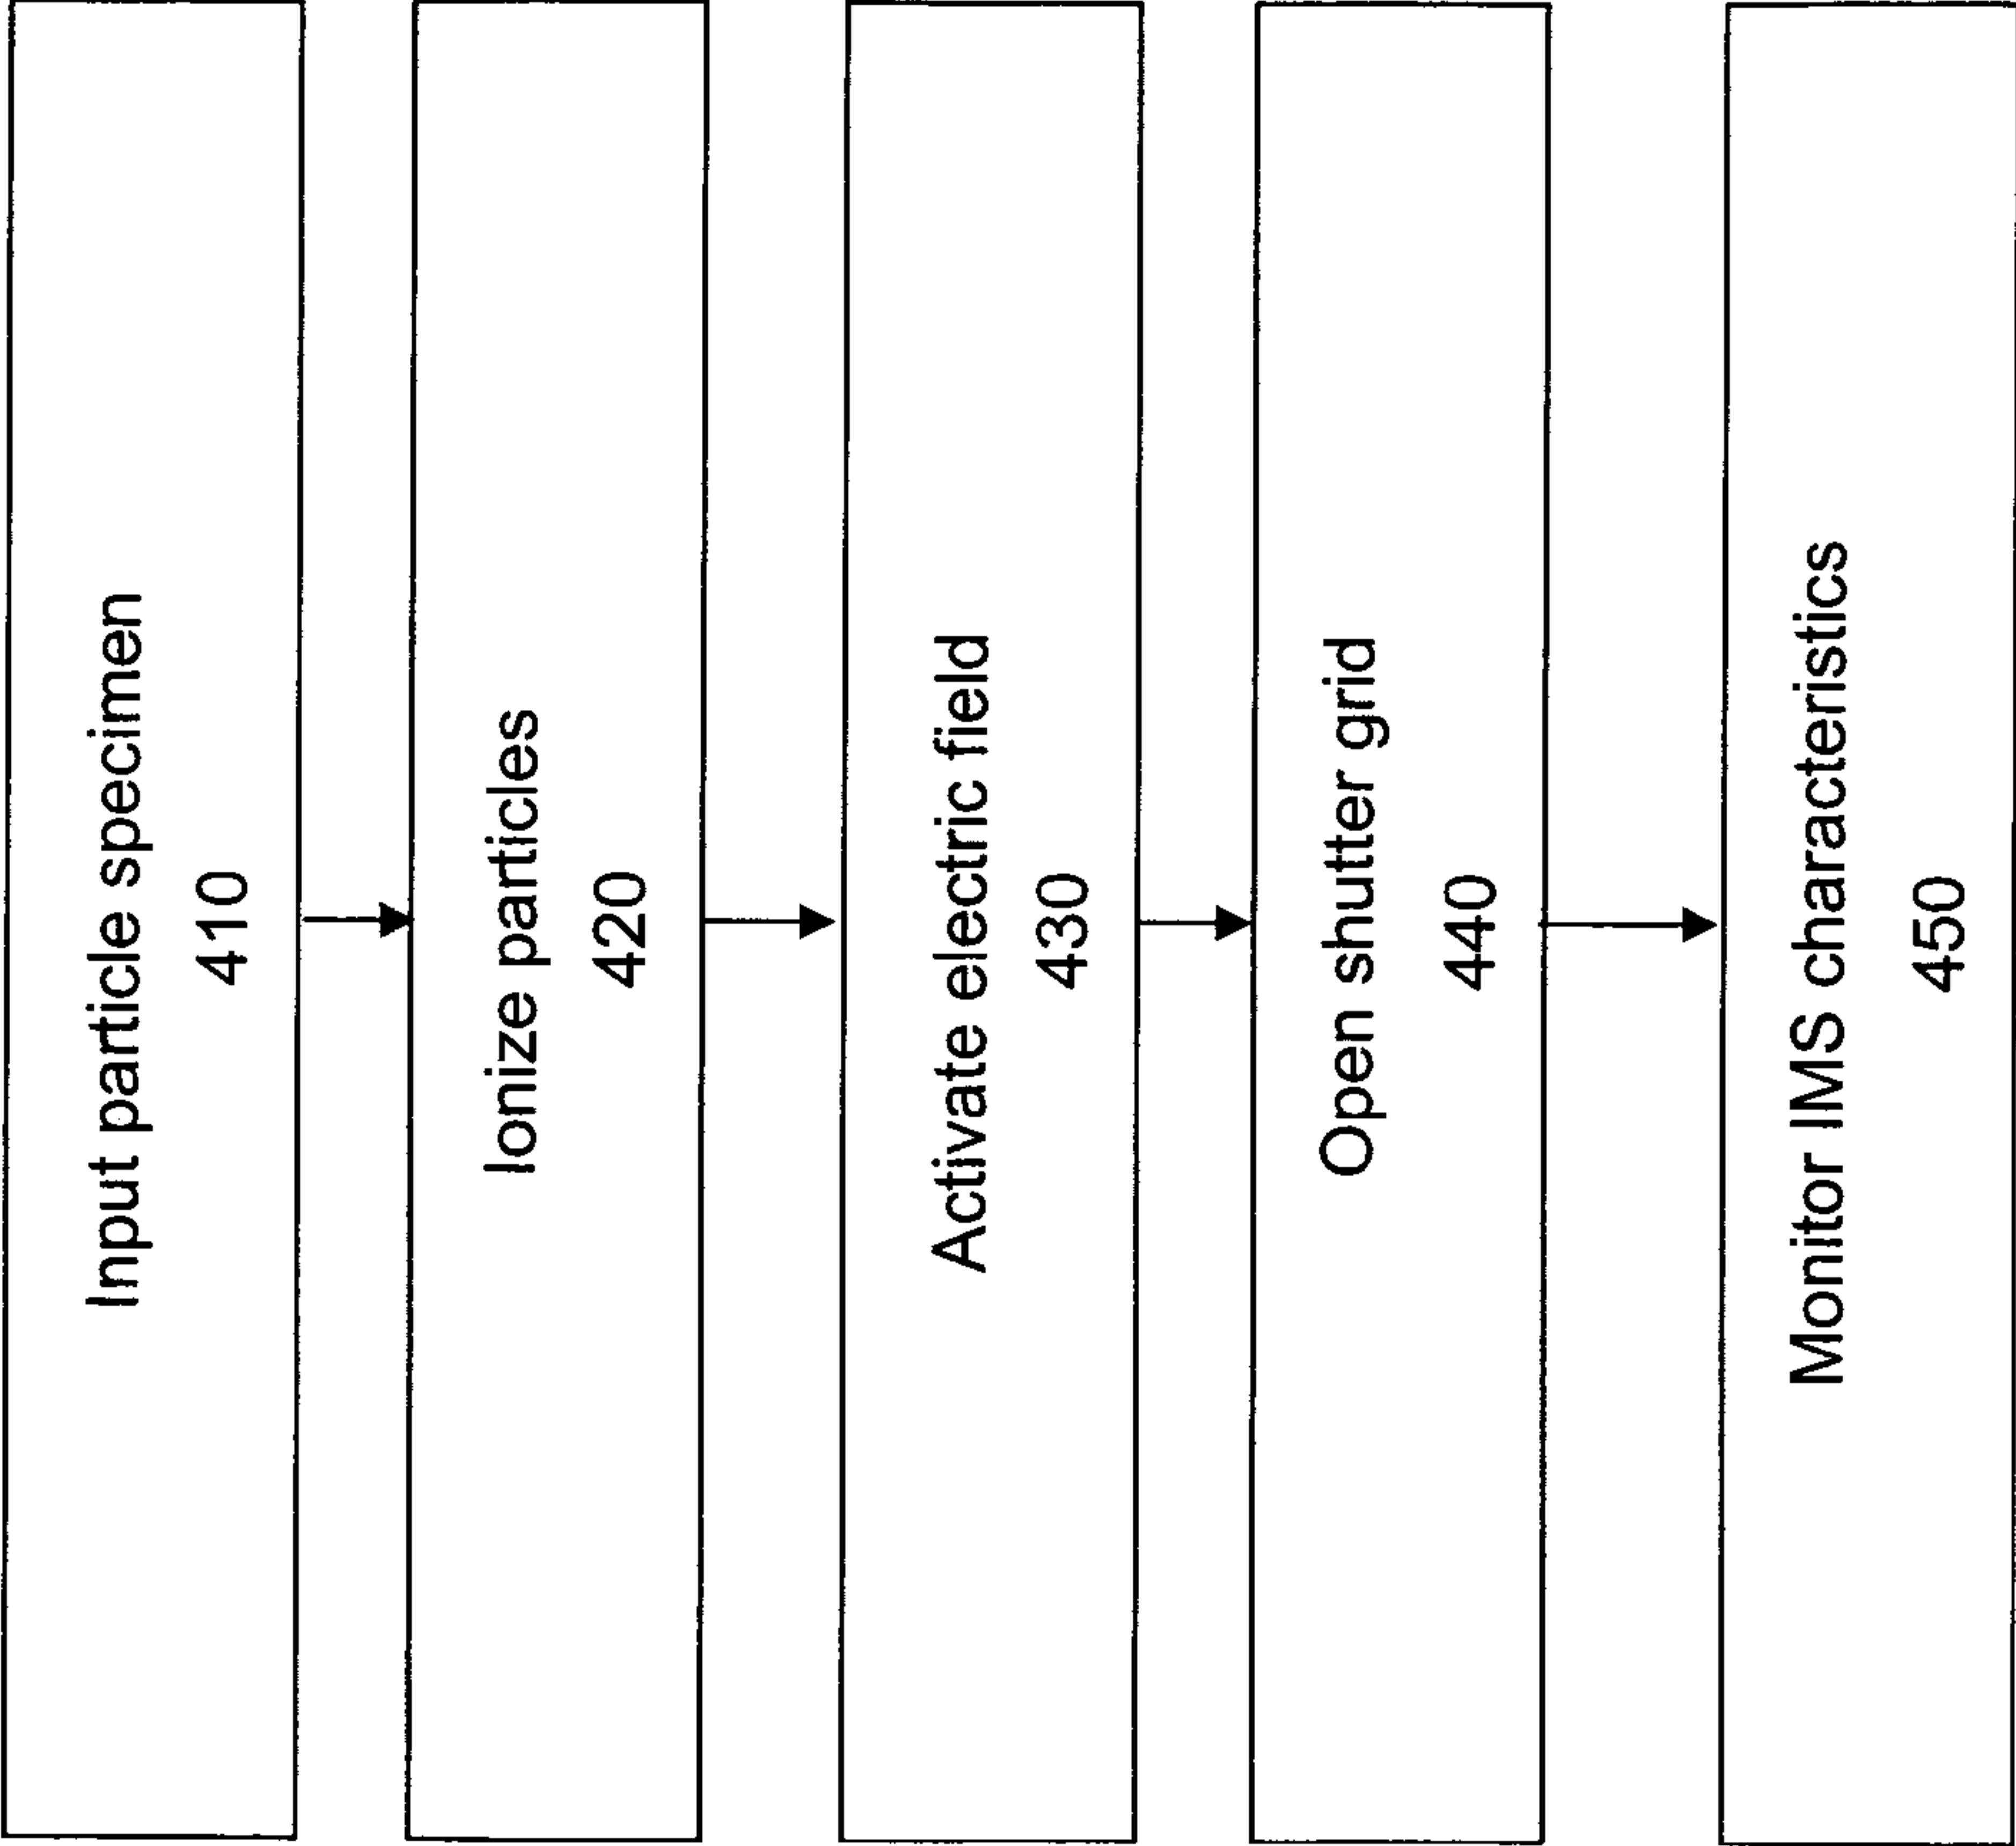 Input particle specimen
410
Ionize particles
420
Activate electric field
430
Open shutter grid
440
Monitor IMS characteristics
450